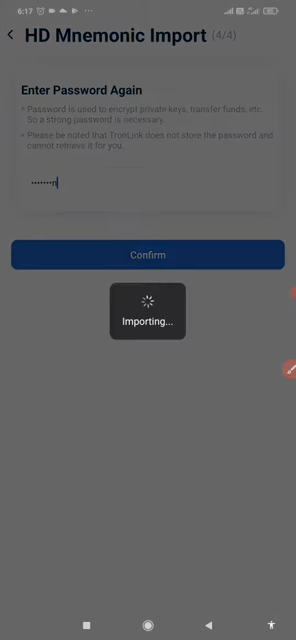 6:17
HD Mnemonic Import (4/4)
Enter Password Again
• Password is used to encrypt private keys, transfer funds, etc.
So a strong password is necessary.
• Please be noted that TronLink does not store the password and
cannot retrieve it for you.
•••••••n
Confirm
Importing...